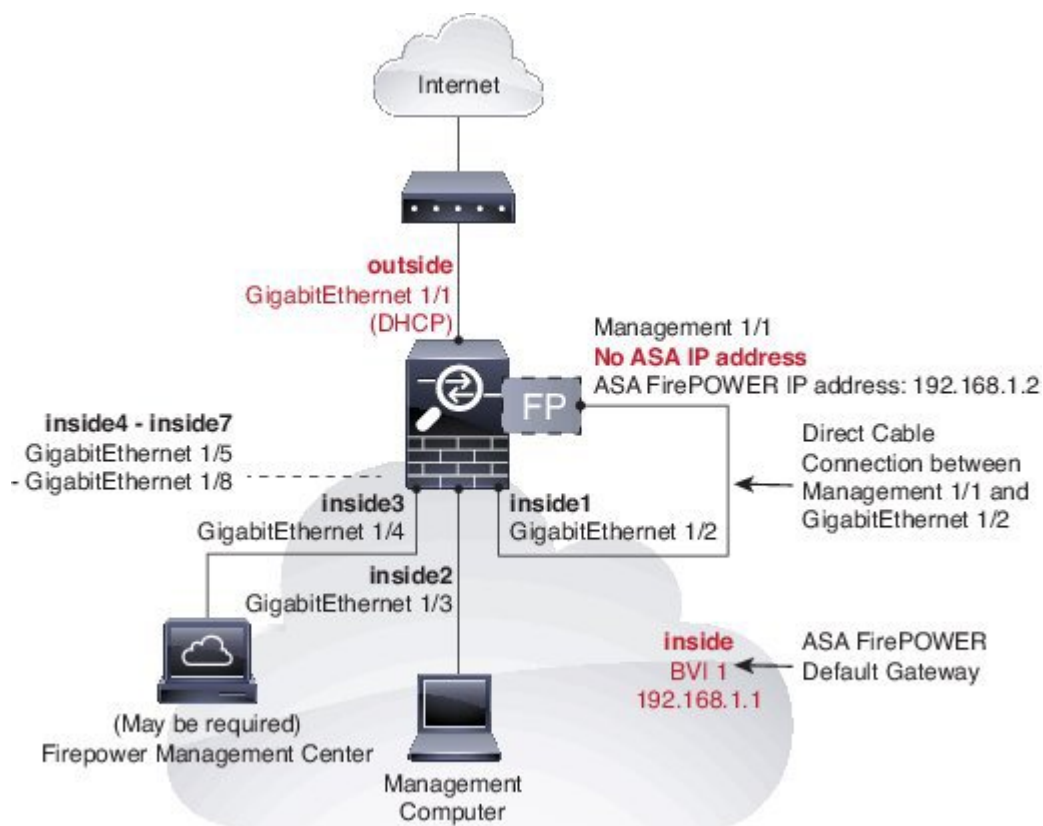 Internet
outside
GigabitEthernet 1/1
(DHCP)
Management 1/1
No ASA IP address
ASA FirePOWER IP address: 192.168.1.2
FP
inside4 - inside7
GigabitEthernet 1/5
- GigabitEthernet 1/8
Direct Cable
Connection between
Management 1/1 and
GigabitEthernet 1/2
inside3
GigabitEthernet 1/4
inside1
GigabitEthernet 1/2
inside2
GigabitEthernet 1/3
inside
BVI 1
192.168.1.1
ASA FirePOWER
Default Gateway
(May be required)
Firepower Management Center
Management
Computer